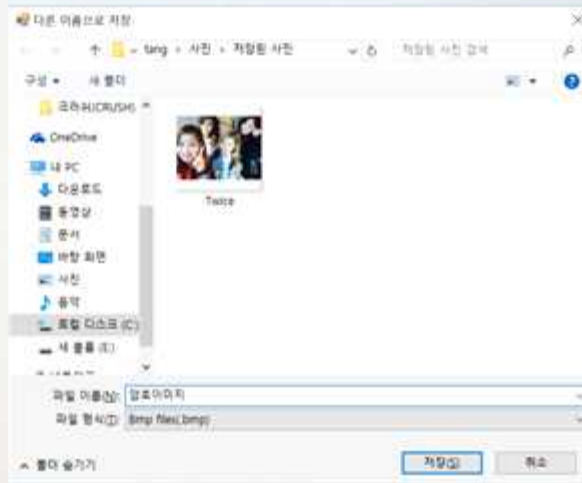 다른 이름으로 저장
tang › 사진 › 저장된 사진
저장된 사진 검색
구성
새 폴더
크러쉬(CRUSH)
OneDrive
내 PC
다운로드
동영상
문서
바탕 화면
사진
음악
로컬 디스크 (C:)
새 볼륨 (E:)
Twice
파일 이름(N): 암호이미지
파일 형식(T): Bmp files(.bmp)
폴더 숨기기
저장(S)
취소